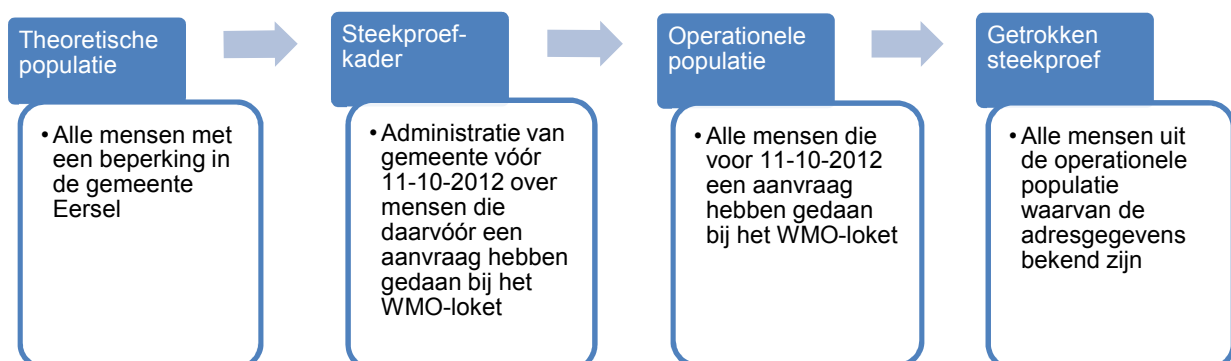 Theoretische
populatie
• Alle mensen met
een beperking in
de gemeente
Eersel
Steekproef-
kader
• Administratie van
gemeente vóór
11-10-2012 over
mensen die
daarvóór een
aanvraag hebben
gedaan bij het
WMO-loket
Operationele
populatie
• Alle mensen die
voor 11-10-2012
een aanvraag
hebben gedaan
bij het WMO-loket
Getrokken
steekproef
• Alle mensen uit
de operationele
populatie
waarvan de
adresgegevens
bekend zijn